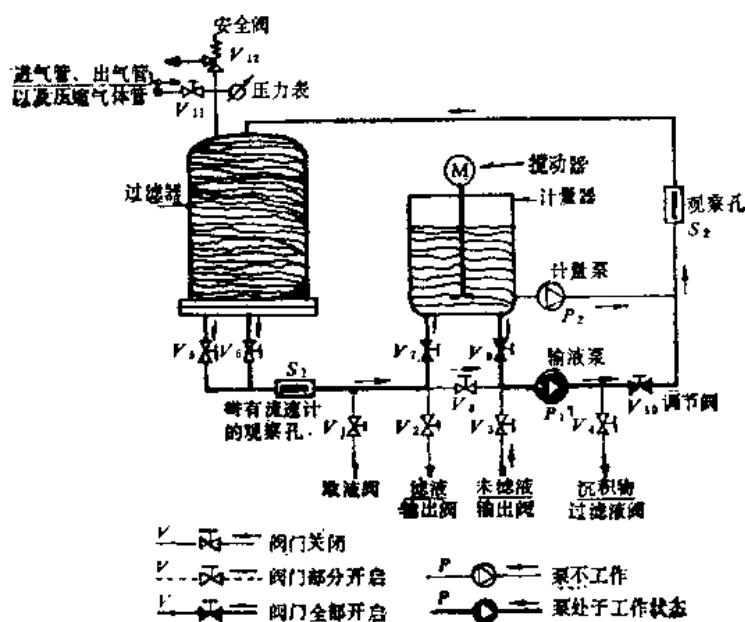 安全阀
V12
进气管、出气管
以及压缩气体管
V11
压力表
过滤器
M
搅动器
计量器
观察孔
S2
计量泵
P2
V5
V6
V7
输液泵
S1
带有流速计
的观察孔
V1
V2
V3
P1
V10
调节阀
V4
取液阀
滤液
输出阀
未滤液
输出阀
沉积物
过滤液阀
V
阀门关闭
V
阀门部分开启
V
阀门全部开启
P
泵不工作
P
泵处于工作状态